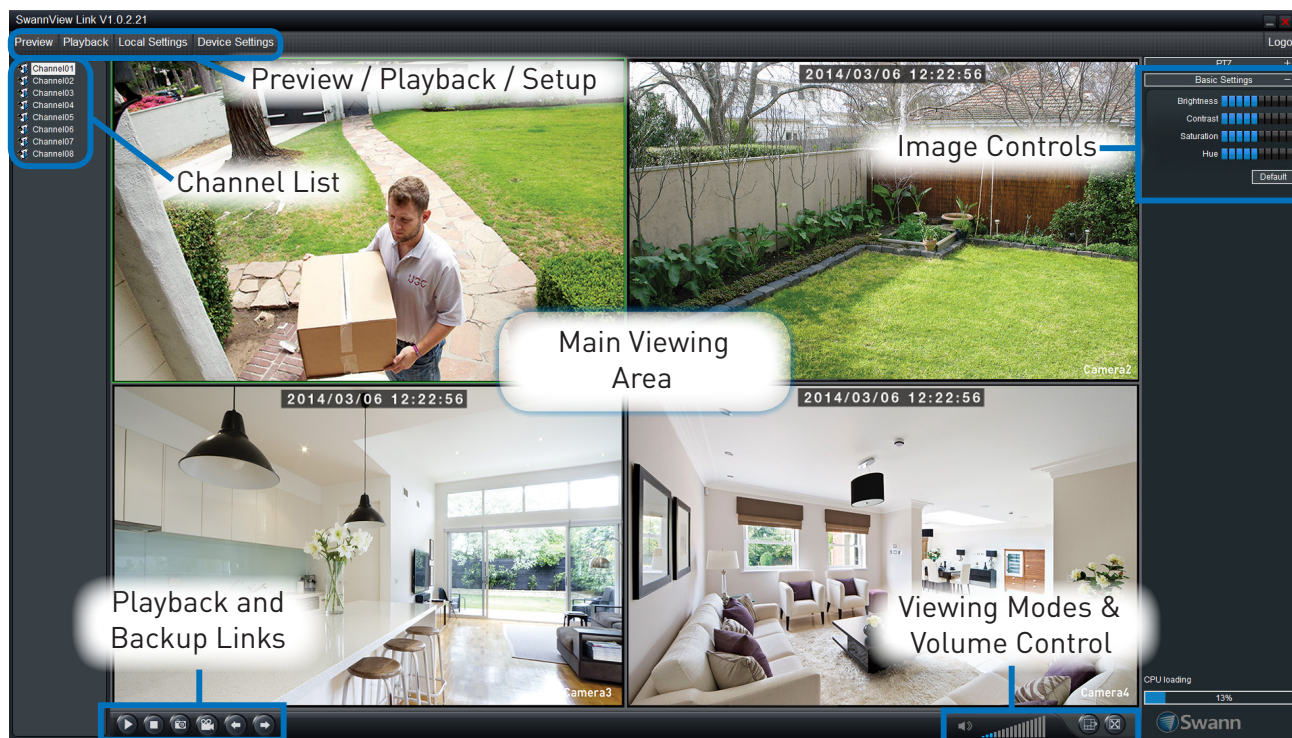 SwannView Link V1.0.2.21
Preview Playback Local Settings Device Settings
Logo
Channel01
Channel02
Channel03
Channel04
Channel05
Channel06
Channel07
Channel08
Preview / Playback / Setup
Channel List
2014/03/06 12:22:56
Image Controls
PTZ +
Basic Settings −
Brightness
Contrast
Saturation
Hue
Default
UGC
Main Viewing
Area
Camera2
2014/03/06 12:22:56
2014/03/06 12:22:56
Playback and
Backup Links
Camera3
Viewing Modes &
Volume Control
Camera4
CPU loading
13%
Swann